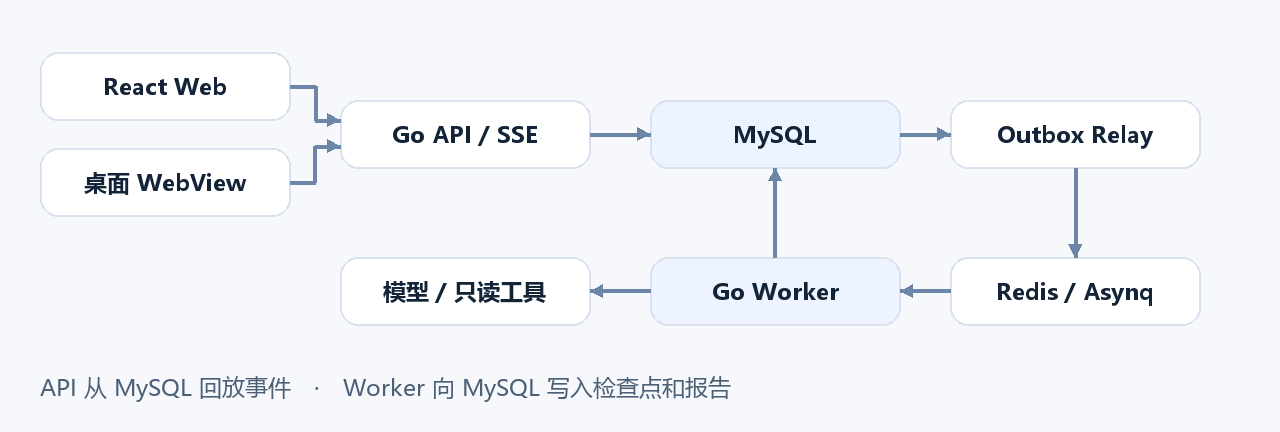 React Web
桌面 WebView
Go API / SSE
MySQL
Outbox Relay
模型 / 只读工具
Go Worker
Redis / Asynq
API 从 MySQL 回放事件 · Worker 向 MySQL 写入检查点和报告